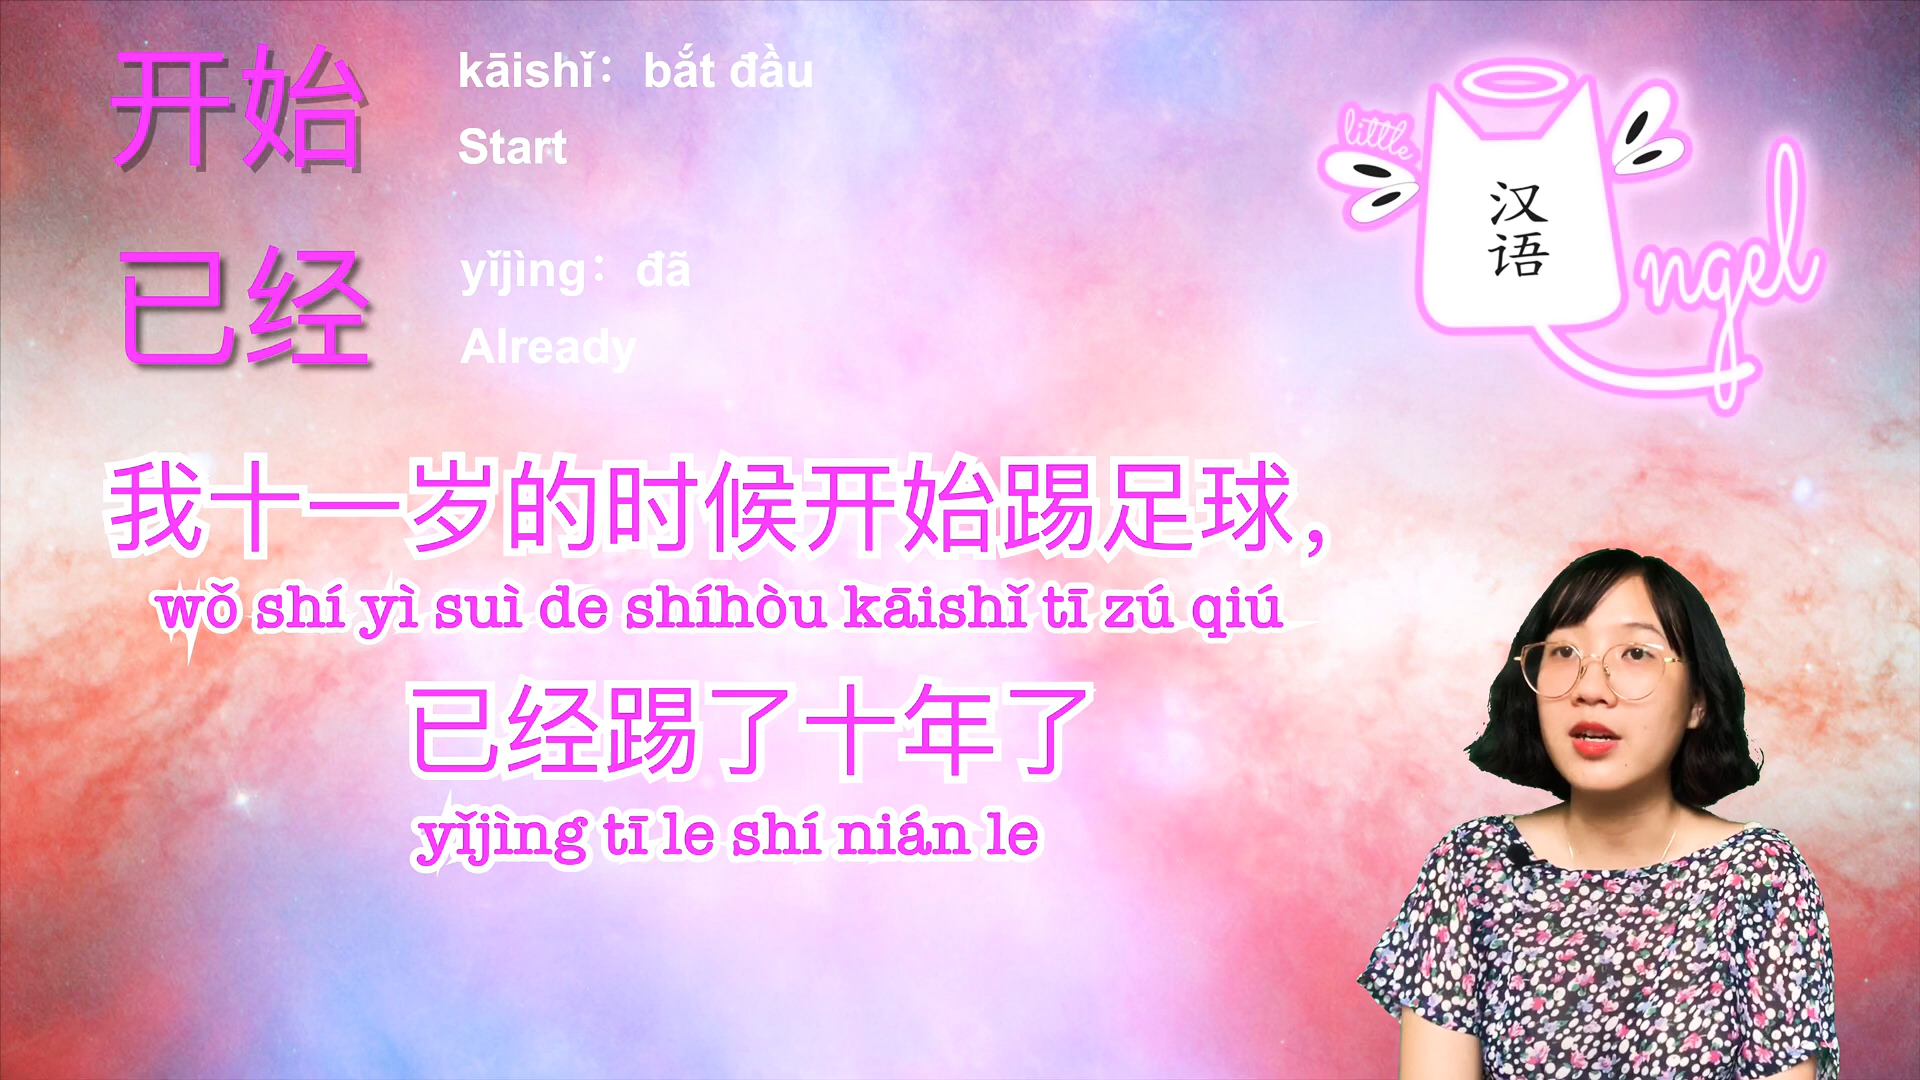 开始
kāishǐ：bắt đầu
Start
已经
yǐjìng：đã
Already
little
汉
语
ngel
我十一岁的时候开始踢足球，
wǒ shí yì suì de shíhòu kāishǐ tī zú qiú
已经踢了十年了
yǐjìng tī le shí nián le